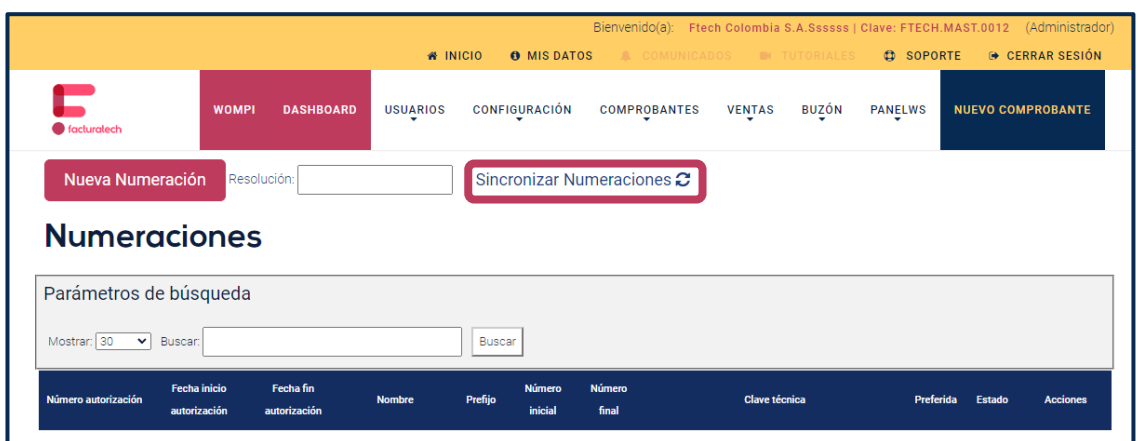 Bienvenido(a): Ftech Colombia S.A.Ssssss | Clave: FTECH.MAST.0012 (Administrador)
INICIO MIS DATOS COMUNICADOS TUTORIALES SOPORTE CERRAR SESIÓN
facturatech
WOMPI DASHBOARD USUARIOS CONFIGURACIÓN COMPROBANTES VENTAS BUZÓN PANELWS NUEVO COMPROBANTE
Nueva Numeración Resolución: Sincronizar Numeraciones
Numeraciones
Parámetros de búsqueda
Mostrar: 30 Buscar: Buscar
Número autorización Fecha inicio autorización Fecha fin autorización Nombre Prefijo Número inicial Número final Clave técnica Preferida Estado Acciones